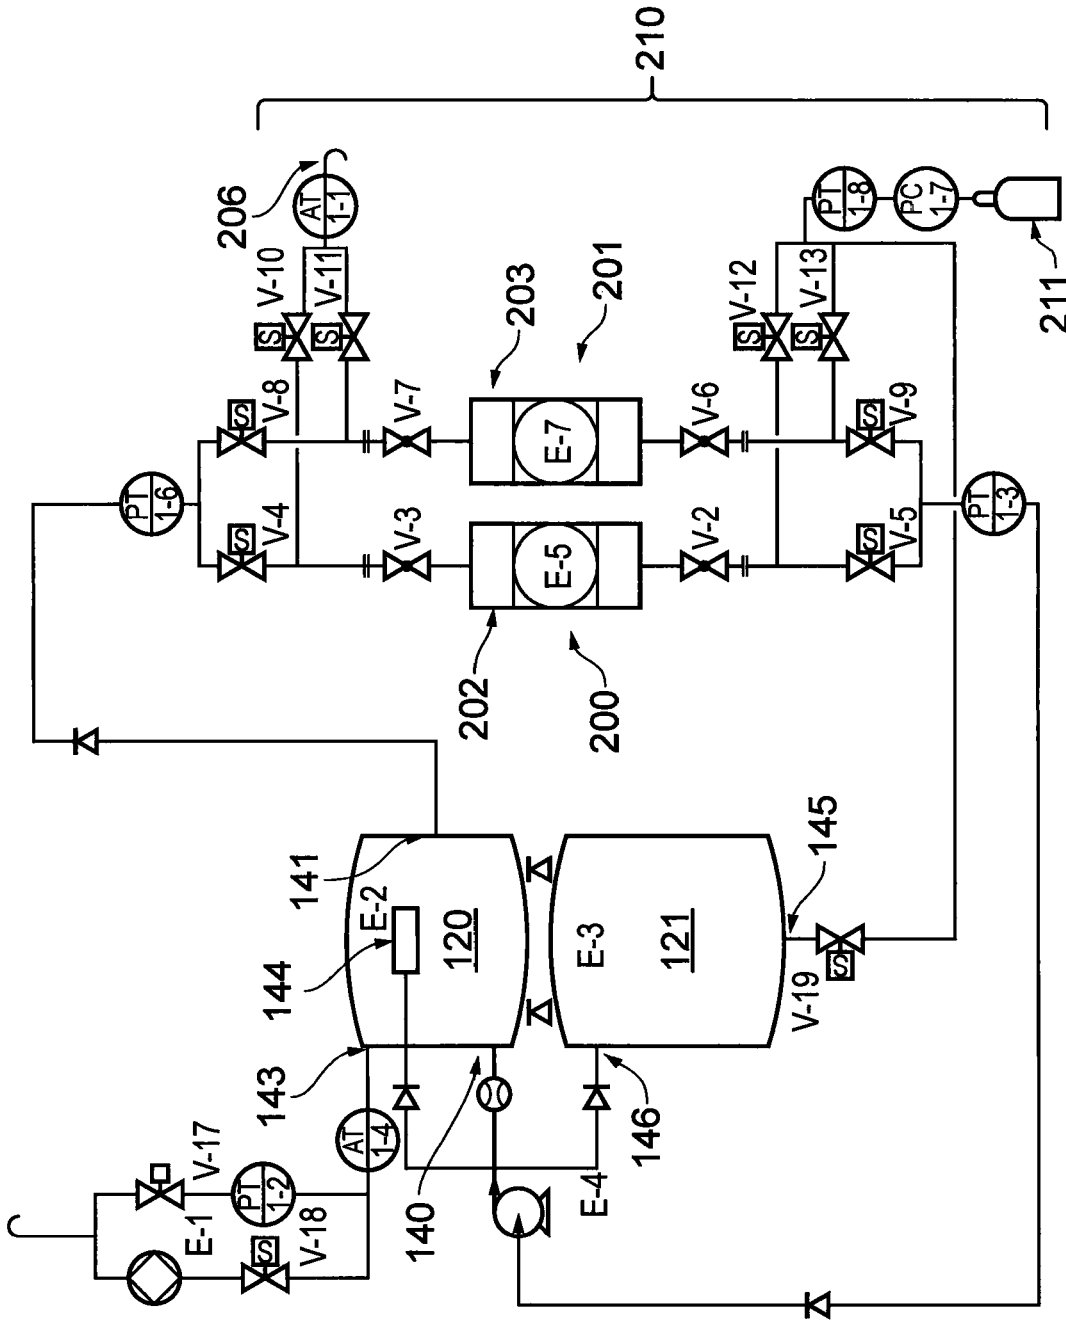 210
206
AT
1-1
V-10
V-11
V-8
V-4
PT
1-6
V-7
V-3
203
201
E-7
E-5
202
200
V-12
V-13
V-6
V-2
V-9
V-5
PT
1-8
PC
1-7
211
PT
1-3
S
S
S
S
S
S
S
S
141
E-2
144
120
143
AT
1-4
V-17
PT
1-2
E-1
V-18
S
140
E-4
146
E-3
121
145
V-19
S